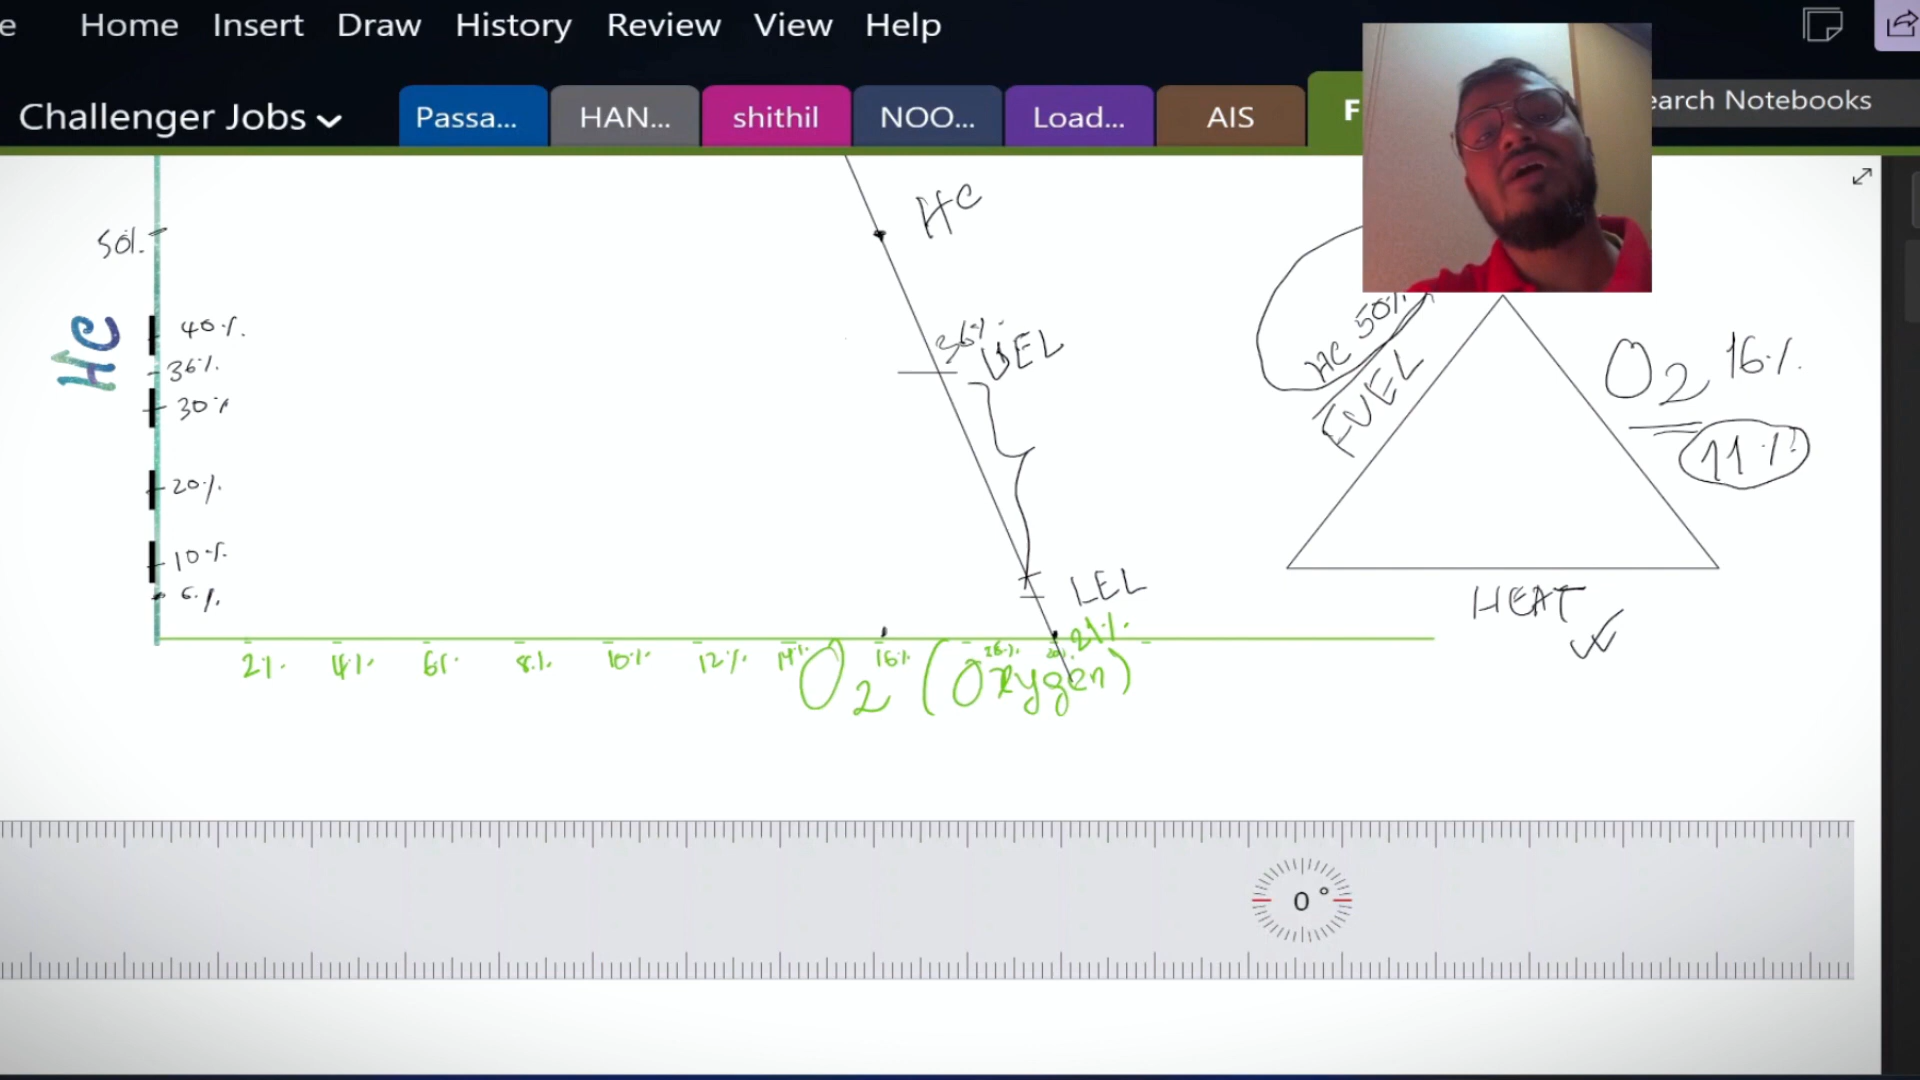 e Home Insert Draw History Review View Help
Challenger Jobs Passa... HAN... shithil NOO... Load... AIS F earch Notebooks
HC
50%
HC
40%
36%
30%
20%
10%
6%
36%
UEL
LEL
21%
HC 50%
FUEL
O2 16%
11%
HEAT
2% 4% 6% 8% 10% 12% 14% 16% 18% 20%
O2 (Oxygen)
0°